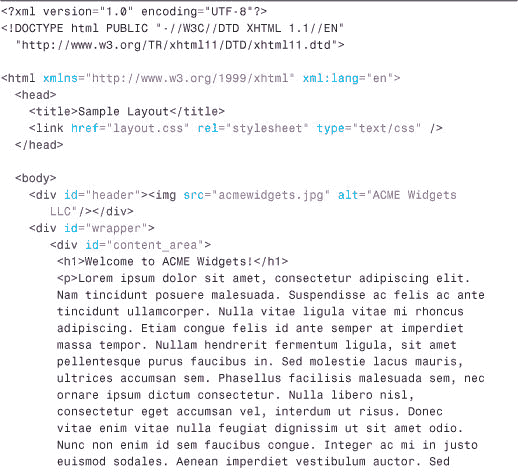 <?xml version="1.0" encoding="UTF-8"?>
<!DOCTYPE html PUBLIC "-//W3C//DTD XHTML 1.1//EN"
"http://www.w3.org/TR/xhtml11/DTD/xhtml11.dtd">
<html xmlns="http://www.w3.org/1999/xhtml" xml:lang="en">
<head>
<title>Sample Layout</title>
<link href="layout.css" rel="stylesheet" type="text/css" />
</head>
<body>
<div id="header"><img src="acmewidgets.jpg" alt="ACME Widgets
LLC"/></div>
<div id="wrapper">
<div id="content_area">
<h1>Welcome to ACME Widgets!</h1>
<p>Lorem ipsum dolor sit amet, consectetur adipiscing elit.
Nam tincidunt posuere malesuada. Suspendisse ac felis ac ante
tincidunt ullamcorper. Nulla vitae ligula vitae mi rhoncus
adipiscing. Etiam congue felis id ante semper at imperdiet
massa tempor. Nullam hendrerit fermentum ligula, sit amet
pellentesque purus faucibus in. Sed molestie lacus mauris,
ultrices accumsan sem. Phasellus facilisis malesuada sem, nec
ornare ipsum dictum consectetur. Nulla libero nisl,
consectetur eget accumsan vel, interdum ut risus. Donec
vitae enim vitae nulla feugiat dignissim ut sit amet odio.
Nunc non enim id sem faucibus congue. Integer ac mi in justo
euismod sodales. Aenean imperdiet vestibulum auctor. Sed